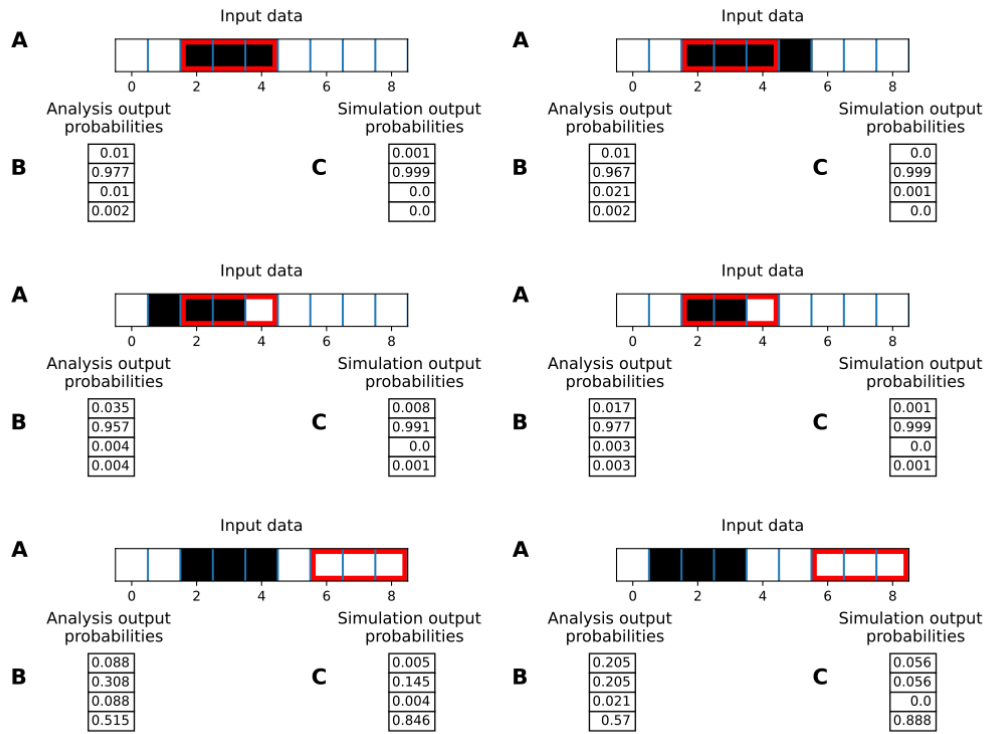 Input data
A
0 2 4 6 8
Analysis output
probabilities
Simulation output
probabilities
B
0.01
0.977
0.01
0.002
C
0.001
0.999
0.0
0.0
Input data
A
0 2 4 6 8
Analysis output
probabilities
Simulation output
probabilities
B
0.01
0.967
0.021
0.002
C
0.0
0.999
0.001
0.0
Input data
A
0 2 4 6 8
Analysis output
probabilities
Simulation output
probabilities
B
0.035
0.957
0.004
0.004
C
0.008
0.991
0.0
0.001
Input data
A
0 2 4 6 8
Analysis output
probabilities
Simulation output
probabilities
B
0.017
0.977
0.003
0.003
C
0.001
0.999
0.0
0.001
Input data
A
0 2 4 6 8
Analysis output
probabilities
Simulation output
probabilities
B
0.088
0.308
0.088
0.515
C
0.005
0.145
0.004
0.846
Input data
A
0 2 4 6 8
Analysis output
probabilities
Simulation output
probabilities
B
0.205
0.205
0.021
0.57
C
0.056
0.056
0.0
0.888